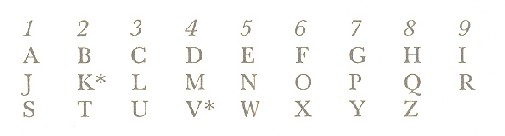 1 2 3 4 5 6 7 8 9
A B C D E F G H I
J K* L M N O P Q R
S T U V* W X Y Z